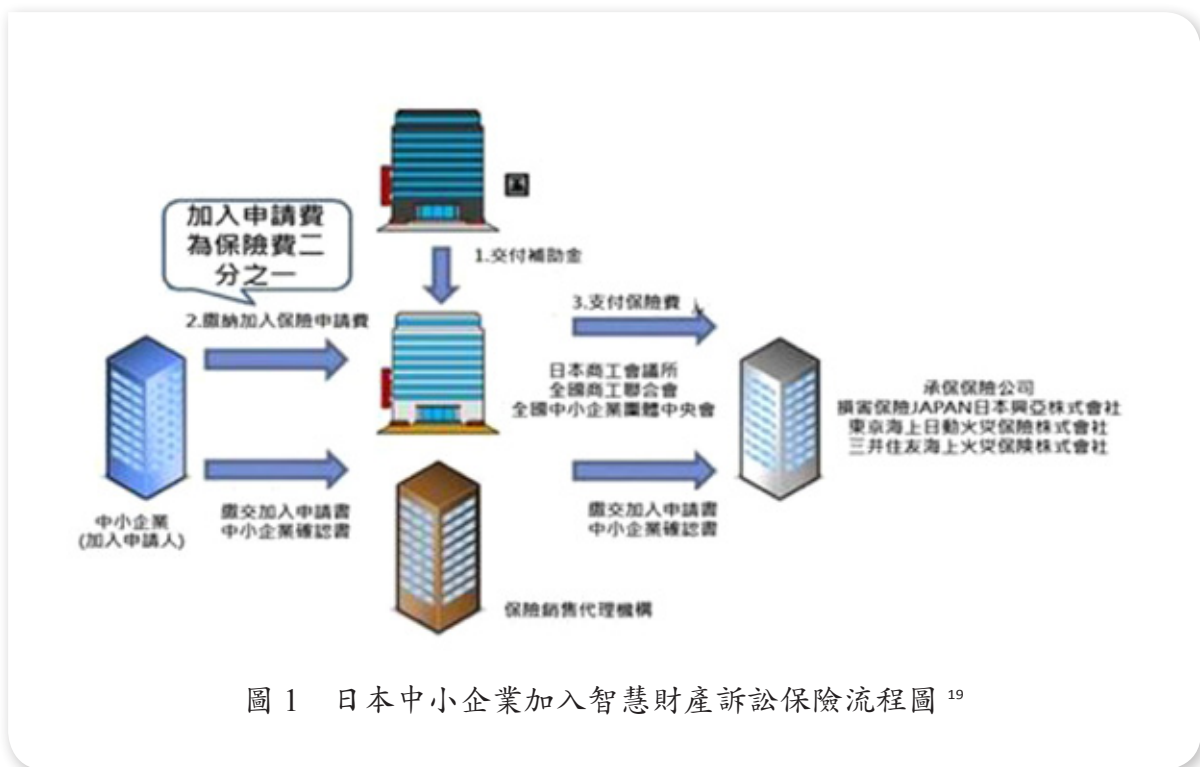 国
加入申請費
為保險費二
分之一
1.交付補助金
2.繳納加入保險申請費
3.支付保險費
日本商工會議所
全國商工聯合會
全國中小企業團體中央會
承保保險公司
損害保險JAPAN日本興亞株式會社
東京海上日動火災保險株式會社
三井住友海上火災保險株式會社
中小企業
(加入申請人)
繳交加入申請書
中小企業確認書
繳交加入申請書
中小企業確認書
保險銷售代理機構
圖 1 日本中小企業加入智慧財產訴訟保險流程圖 19